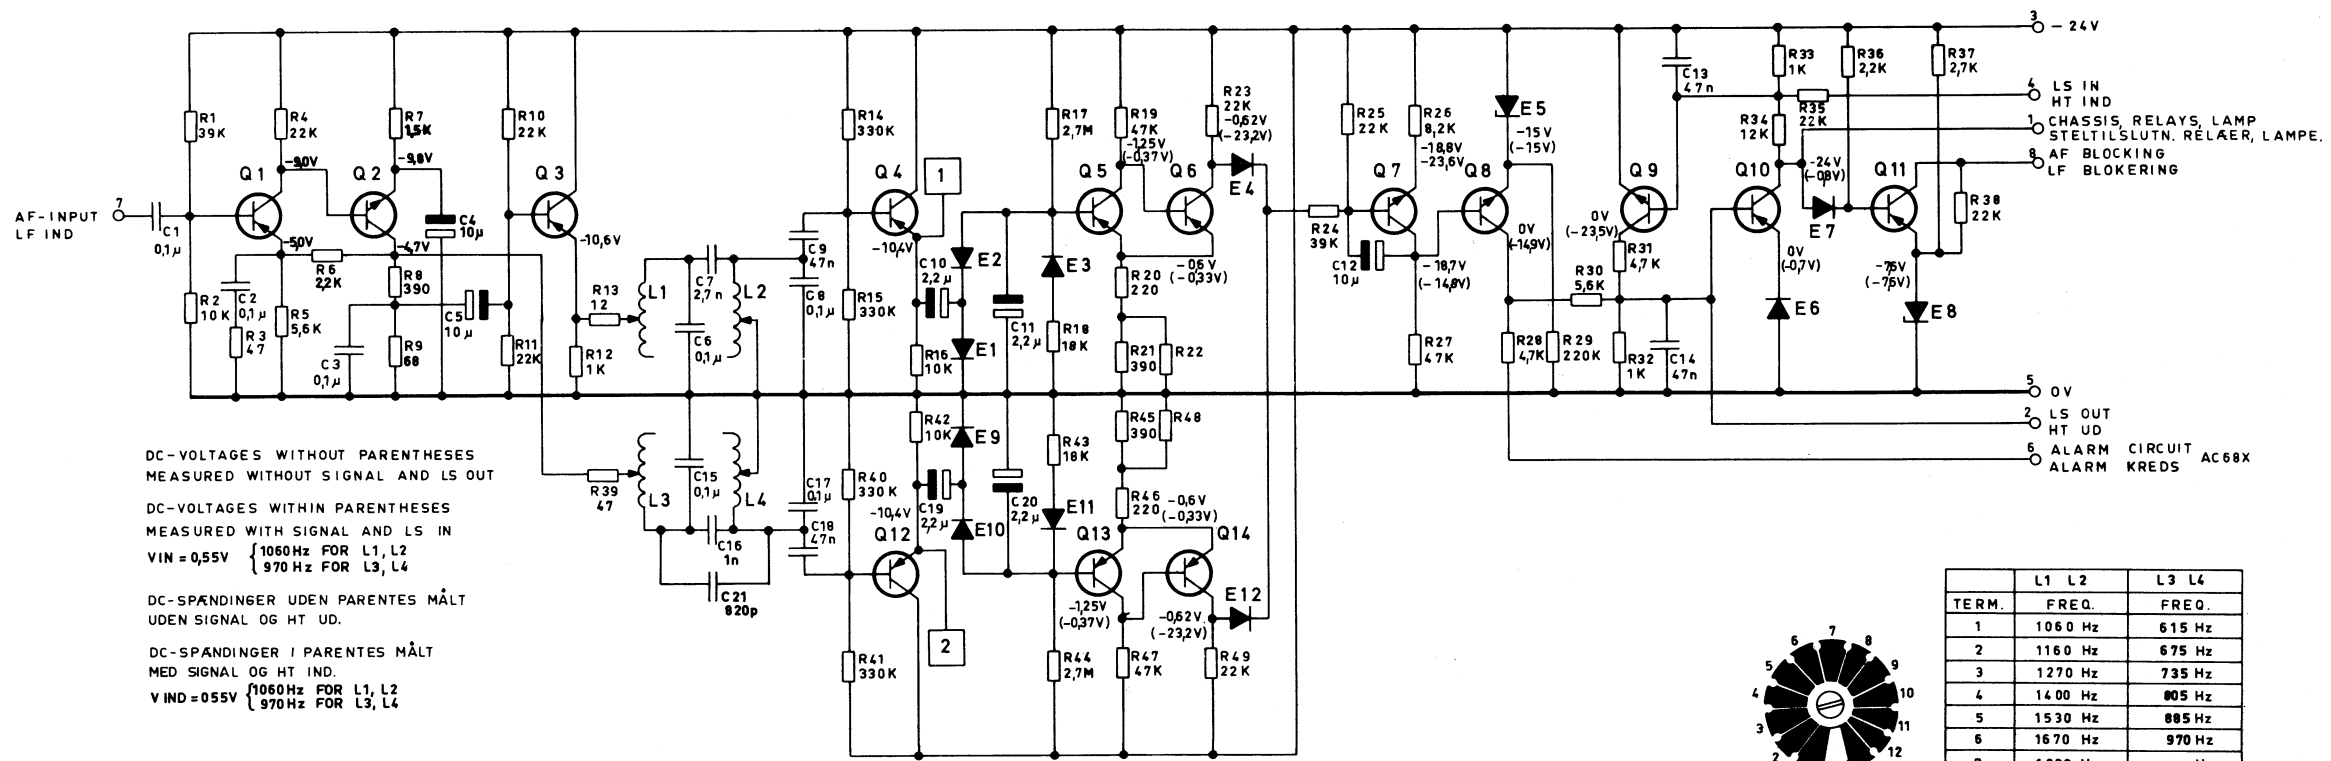 3
- 24V
R33
1K
R36
2,2K
R37
2,7K
C13
47n
4
LS IN
HT IND
R35
22K
R34
12K
1
CHASSIS, RELAYS, LAMP
STELTILSLUTN. RELÆER, LAMPE.
8
AF BLOCKING
LF BLOKERING
R1
39K
R4
22K
R7
1,5K
R10
22K
R14
330K
R17
2,7M
R19
47K
-1,25V
(-0,37V)
R23
22K
-0,62V
(-23,2V)
R25
22K
R26
8,2K
-18,8V
-23,6V
E5
-15V
(-15V)
-9,0V
-9,8V
Q1
Q2
Q3
Q4
1
Q5
Q6
E4
Q7
Q8
Q9
Q10
-24V
(-0,8V)
Q11
E7
R38
22K
AF-INPUT
LF IND
7
C1
0,1µ
-5,0V
-4,7V
C4
10µ
-10,6V
-10,4V
C9
47n
R24
39K
C12
10µ
0V
(-14,9V)
0V
(-23,5V)
R31
4,7K
0V
(-0,7V)
-7,5V
(-7,5V)
R6
2,2K
R8
390
L1
C7
2,7n
L2
C8
0,1µ
C10
2,2µ
E2
E3
-0,6V
(-0,33V)
R20
220
-18,7V
(-14,8V)
R30
5,6K
E6
E8
R2
10K
C2
0,1µ
R3
47
R5
5,6K
C3
0,1µ
R9
68
C5
10µ
R11
22K
R13
12
R12
1K
C6
0,1µ
R15
330K
R16
10K
E1
C11
2,2µ
R18
18K
R21
390
R22
R27
47K
R28
4,7K
R29
220K
R32
1K
C14
47n
5
0V
2
LS OUT
HT UD
6
ALARM CIRCUIT
ALARM KREDS
AC68X
DC-VOLTAGES WITHOUT PARENTHESES
MEASURED WITHOUT SIGNAL AND LS OUT
DC-VOLTAGES WITHIN PARENTHESES
MEASURED WITH SIGNAL AND LS IN
VIN = 0,55V { 1060Hz FOR L1, L2
970 Hz FOR L3, L4
DC-SPÆNDINGER UDEN PARENTES MÅLT
UDEN SIGNAL OG HT UD.
DC-SPÆNDINGER I PARENTES MÅLT
MED SIGNAL OG HT IND.
V IND = 055V { 1060Hz FOR L1, L2
970Hz FOR L3, L4
R39
47
L3
C15
0,1µ
L4
C16
1n
C21
820p
C17
0,1µ
C18
47n
R40
330K
-10,4V
Q12
R41
330K
2
R42
10K
E9
C19
2,2µ
E10
C20
2,2µ
R43
18K
E11
R45
390
R48
R46
220
-0,6V
(-0,33V)
Q13
Q14
-1,25V
(-0,37V)
-0,62V
(-23,2V)
E12
R44
2,7M
R47
47K
R49
22K
2
3
4
5
6
7
8
9
10
11
12
L1 L2
L3 L4
TERM.
FREQ.
FREQ.
1 1060 Hz 615 Hz
2 1160 Hz 675 Hz
3 1270 Hz 735 Hz
4 1400 Hz 805 Hz
5 1530 Hz 885 Hz
6 1670 Hz 970 Hz